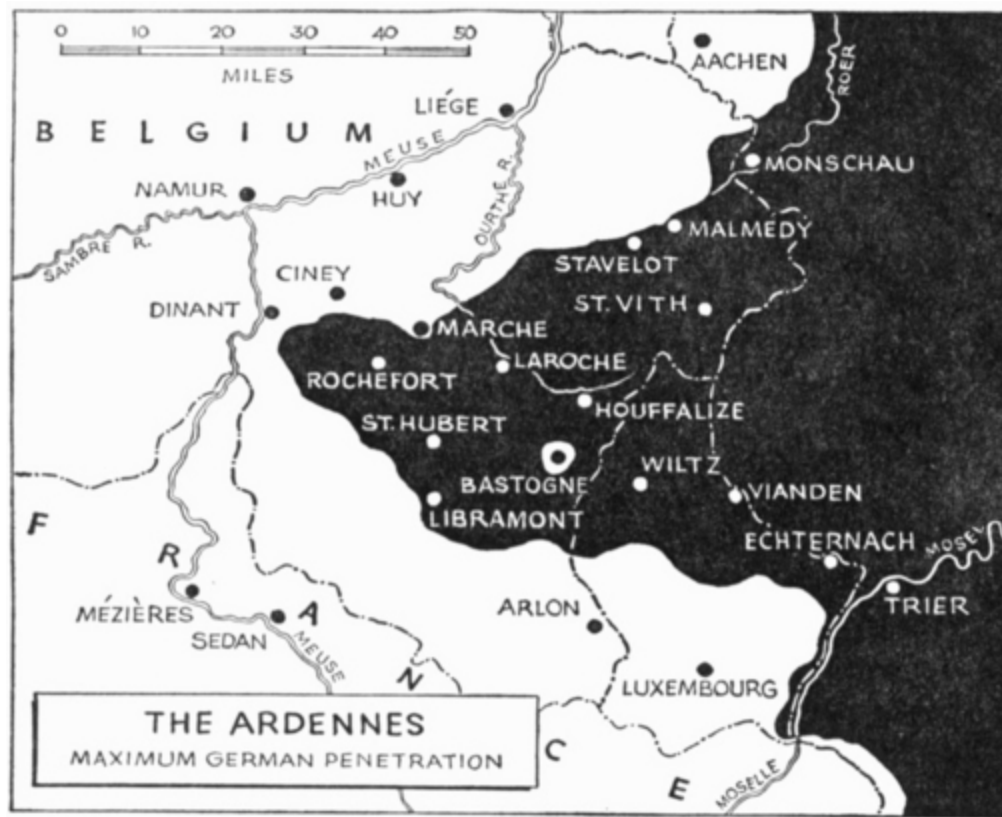 0 10 20 30 40 50
MILES
AACHEN
ROER
LIÉGE
BELGIUM
MEUSE
MONSCHAU
NAMUR
HUY
OURTHE R.
SAMBRE R.
MALMEDY
STAVELOT
CINEY
DINANT
ST. VITH
MARCHE
LAROCHE
ROCHEFORT
HOUFFALIZE
ST. HUBERT
BASTOGNE
WILTZ
LIBRAMONT
VIANDEN
ECHTERNACH
MOSEL
FRANCE
MÉZIÈRES
SEDAN
MEUSE
ARLON
TRIER
LUXEMBOURG
THE ARDENNES
MAXIMUM GERMAN PENETRATION
MOSELLE